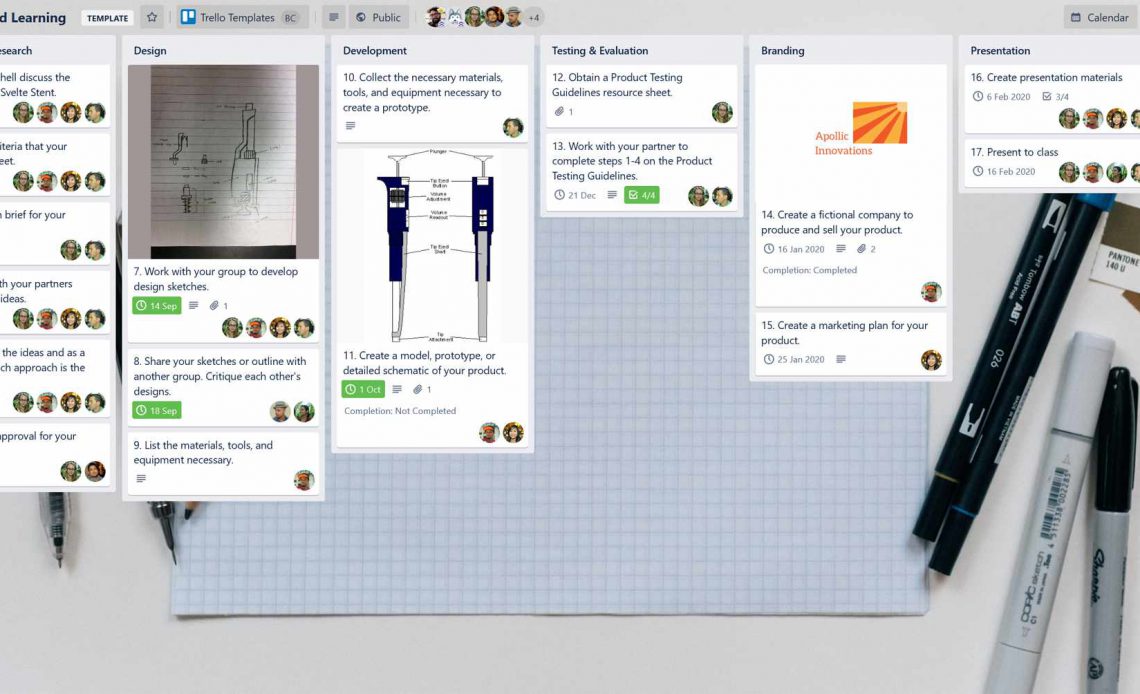 d Learning
TEMPLATE
Trello Templates
BC
Public
+4
Calendar
esearch
hell discuss the
Svelte Stent.
iteria that your
eet.
n brief for your
th your partners
ideas.
the ideas and as a
ch approach is the
approval for your
Design
7. Work with your group to develop
design sketches.
14 Sep
1
8. Share your sketches or outline with
another group. Critique each other's
designs.
18 Sep
9. List the materials, tools, and
equipment necessary.
Development
10. Collect the necessary materials,
tools, and equipment necessary to
create a prototype.
Plunger
Tip Eject
Button
Volume
Adjustment
Volume
Readout
Tip Eject
Shaft
Tip
Attachment
11. Create a model, prototype, or
detailed schematic of your product.
1 Oct
1
Completion: Not Completed
Testing & Evaluation
12. Obtain a Product Testing
Guidelines resource sheet.
1
13. Work with your partner to
complete steps 1-4 on the Product
Testing Guidelines.
21 Dec
4/4
Branding
Apollic
Innovations
14. Create a fictional company to
produce and sell your product.
16 Jan 2020
2
Completion: Completed
15. Create a marketing plan for your
product.
25 Jan 2020
Presentation
16. Create presentation materials
6 Feb 2020
3/4
17. Present to class
16 Feb 2020
PANTONE
140 U
Tombow ABT
Acid Free
026
COPIC sketch
4 511338 002285
Sharpie